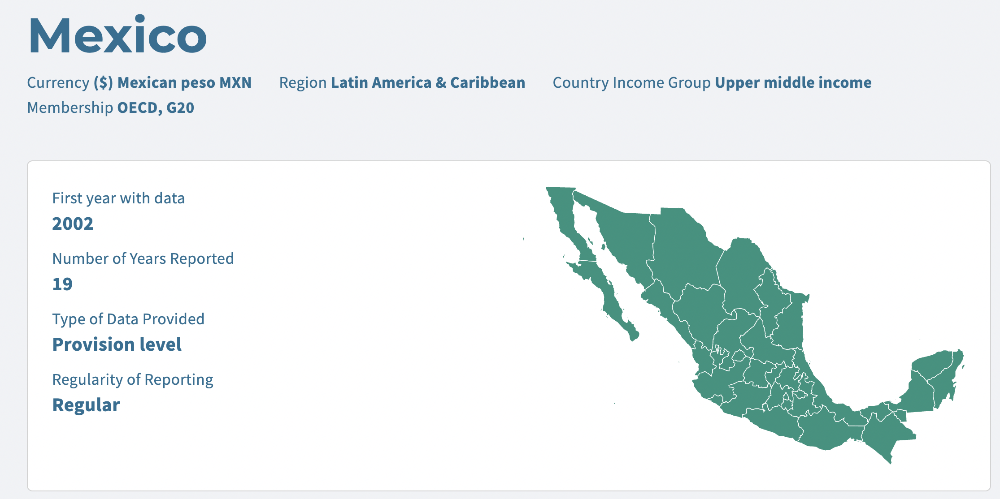 Mexico
Currency ($) Mexican peso MXN Region Latin America & Caribbean Country Income Group Upper middle income
Membership OECD, G20
First year with data
2002
Number of Years Reported
19
Type of Data Provided
Provision level
Regularity of Reporting
Regular